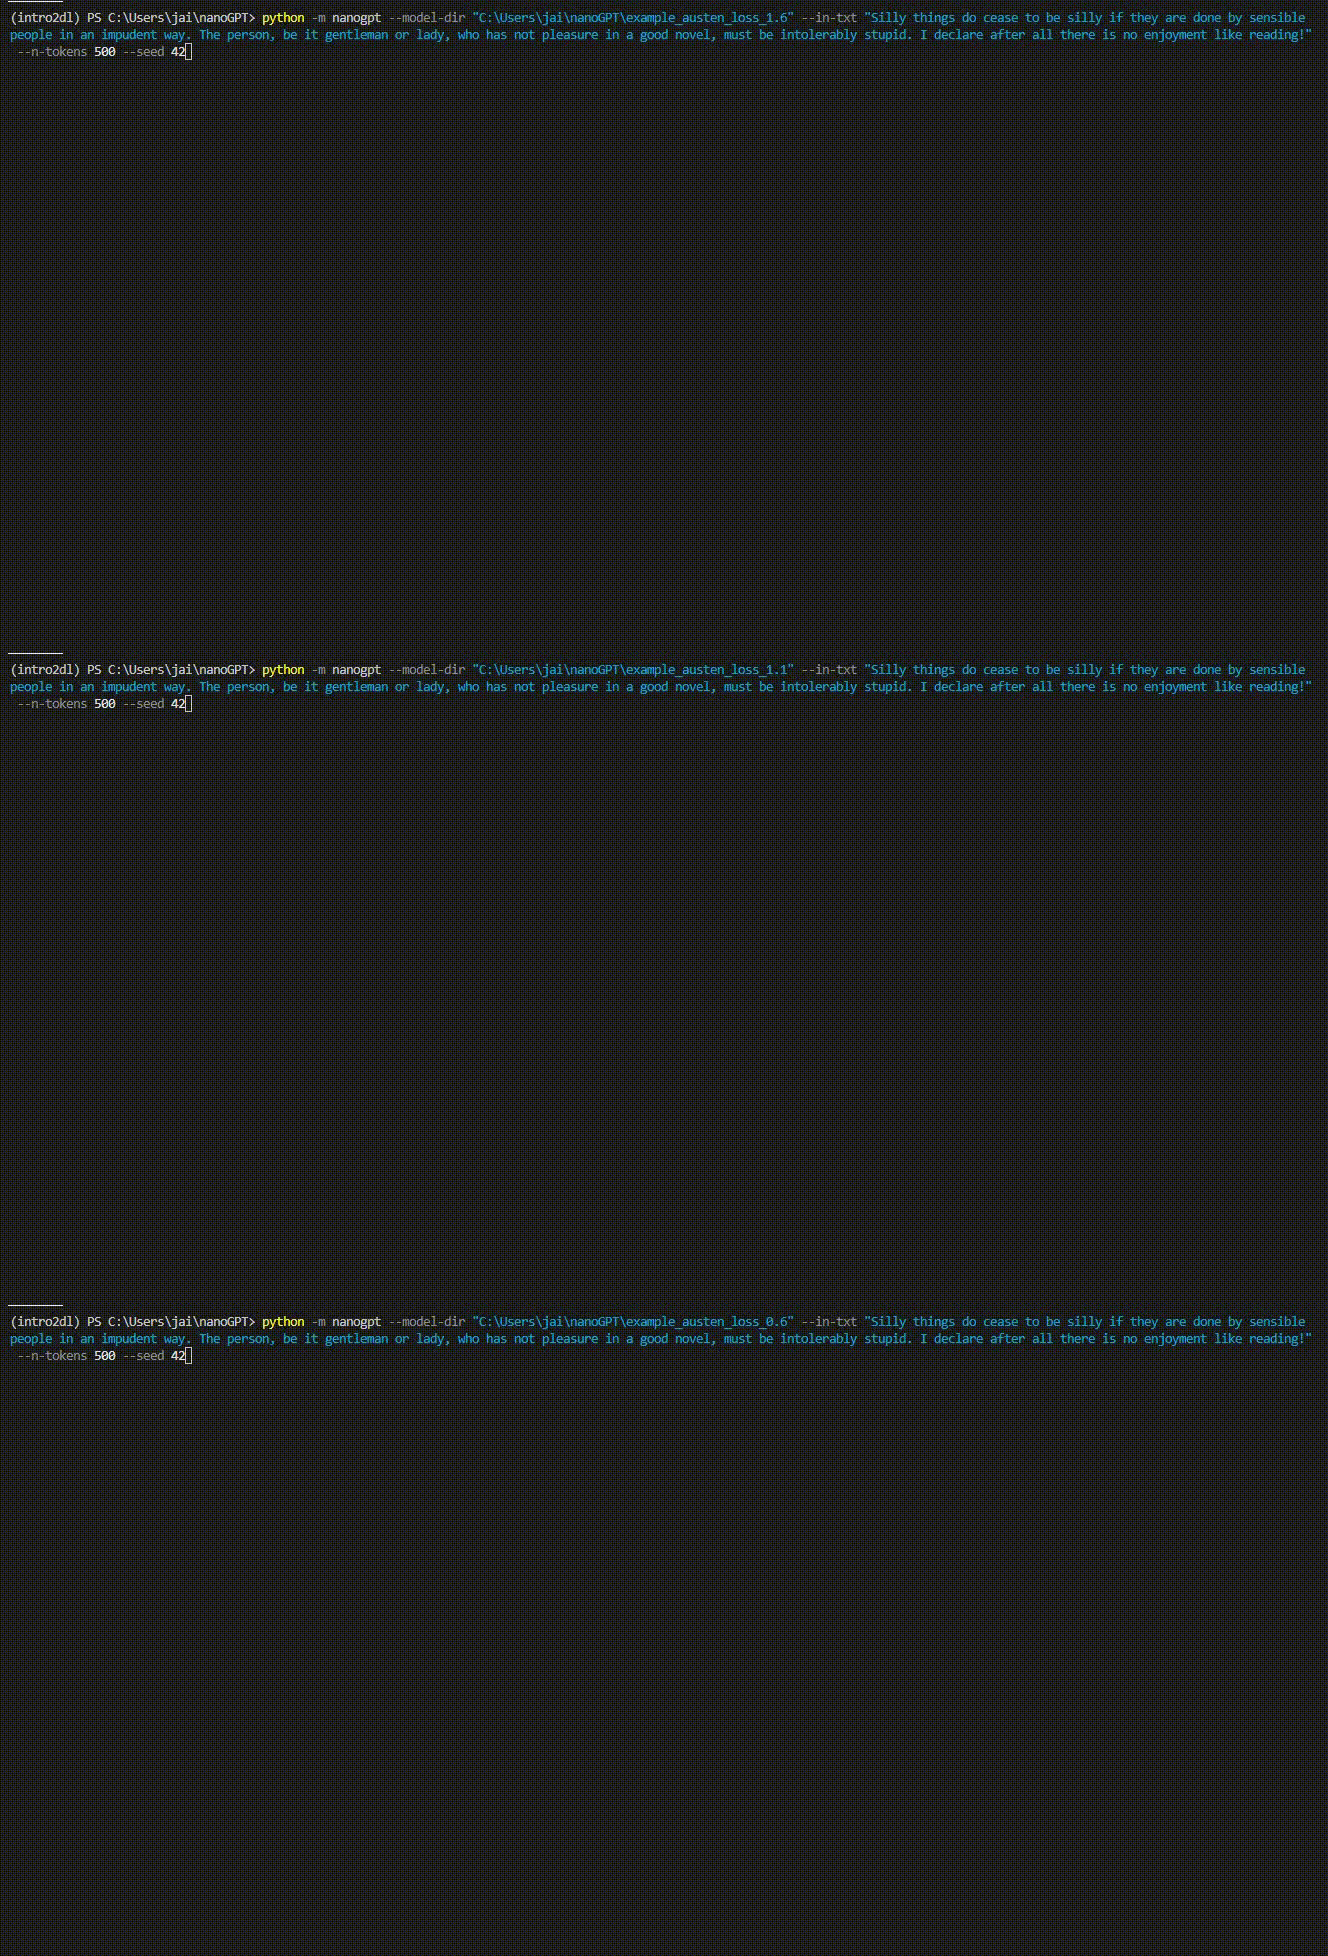 (intro2dl) PS C:\Users\jai\nanoGPT> python -m nanogpt --model-dir "C:\Users\jai\nanoGPT\example_austen_loss_1.6" --in-txt "Silly things do cease to be silly if they are done by sensible
people in an impudent way. The person, be it gentleman or lady, who has not pleasure in a good novel, must be intolerably stupid. I declare after all there is no enjoyment like reading!"
--n-tokens 500 --seed 42
(intro2dl) PS C:\Users\jai\nanoGPT> python -m nanogpt --model-dir "C:\Users\jai\nanoGPT\example_austen_loss_1.1" --in-txt "Silly things do cease to be silly if they are done by sensible
people in an impudent way. The person, be it gentleman or lady, who has not pleasure in a good novel, must be intolerably stupid. I declare after all there is no enjoyment like reading!"
--n-tokens 500 --seed 42
(intro2dl) PS C:\Users\jai\nanoGPT> python -m nanogpt --model-dir "C:\Users\jai\nanoGPT\example_austen_loss_0.6" --in-txt "Silly things do cease to be silly if they are done by sensible
people in an impudent way. The person, be it gentleman or lady, who has not pleasure in a good novel, must be intolerably stupid. I declare after all there is no enjoyment like reading!"
--n-tokens 500 --seed 42